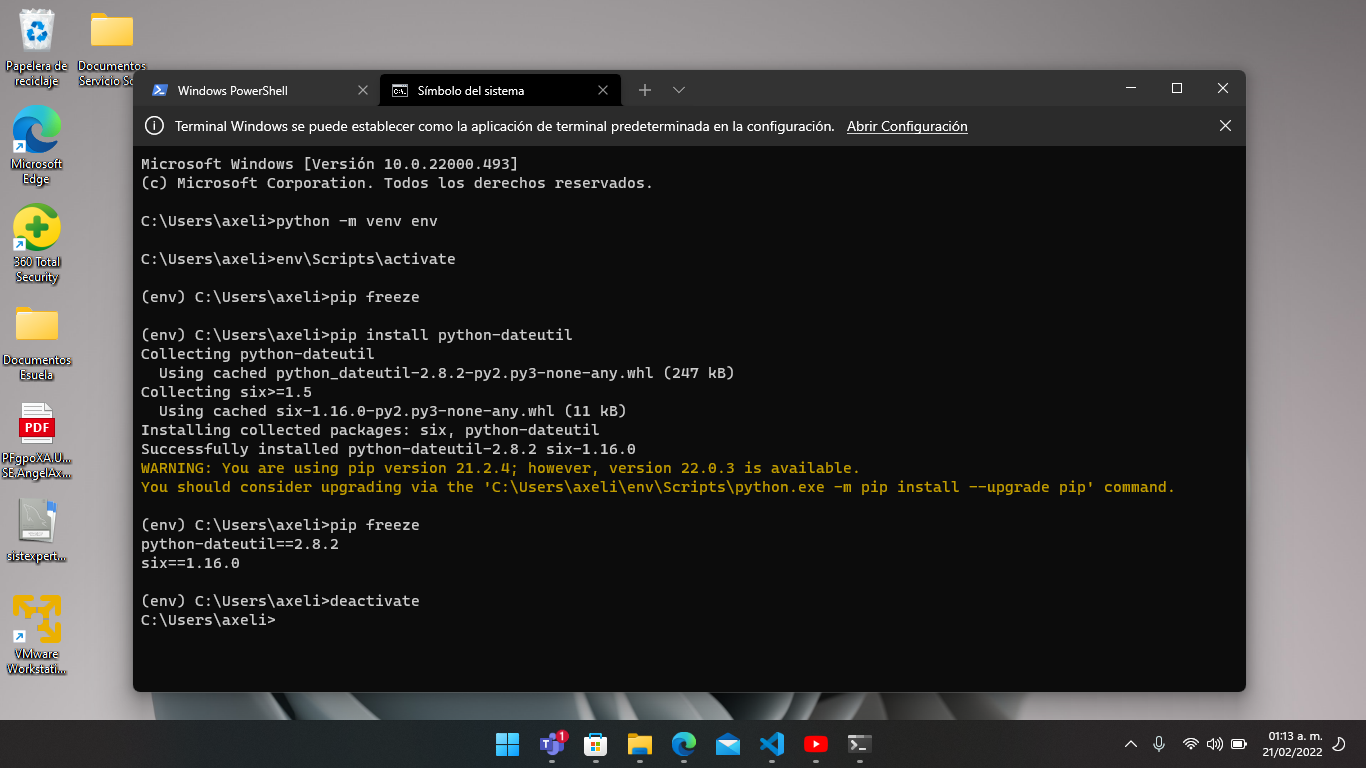 Papelera de
reciclaje
Documentos
Servicio So...
Microsoft
Edge
360 Total
Security
Documentos
Esuela
PDF
PFgpoXA.IU...
SE.AngelAx...
sistexpert...
VMware
Workstati...
Windows PowerShell
Símbolo del sistema
Terminal Windows se puede establecer como la aplicación de terminal predeterminada en la configuración. Abrir Configuración
Microsoft Windows [Versión 10.0.22000.493]
(c) Microsoft Corporation. Todos los derechos reservados.
C:\Users\axeli>python -m venv env
C:\Users\axeli>env\Scripts\activate
(env) C:\Users\axeli>pip freeze
(env) C:\Users\axeli>pip install python-dateutil
Collecting python-dateutil
Using cached python_dateutil-2.8.2-py2.py3-none-any.whl (247 kB)
Collecting six>=1.5
Using cached six-1.16.0-py2.py3-none-any.whl (11 kB)
Installing collected packages: six, python-dateutil
Successfully installed python-dateutil-2.8.2 six-1.16.0
WARNING: You are using pip version 21.2.4; however, version 22.0.3 is available.
You should consider upgrading via the 'C:\Users\axeli\env\Scripts\python.exe -m pip install --upgrade pip' command.
(env) C:\Users\axeli>pip freeze
python-dateutil==2.8.2
six==1.16.0
(env) C:\Users\axeli>deactivate
C:\Users\axeli>
1
01:13 a. m.
21/02/2022